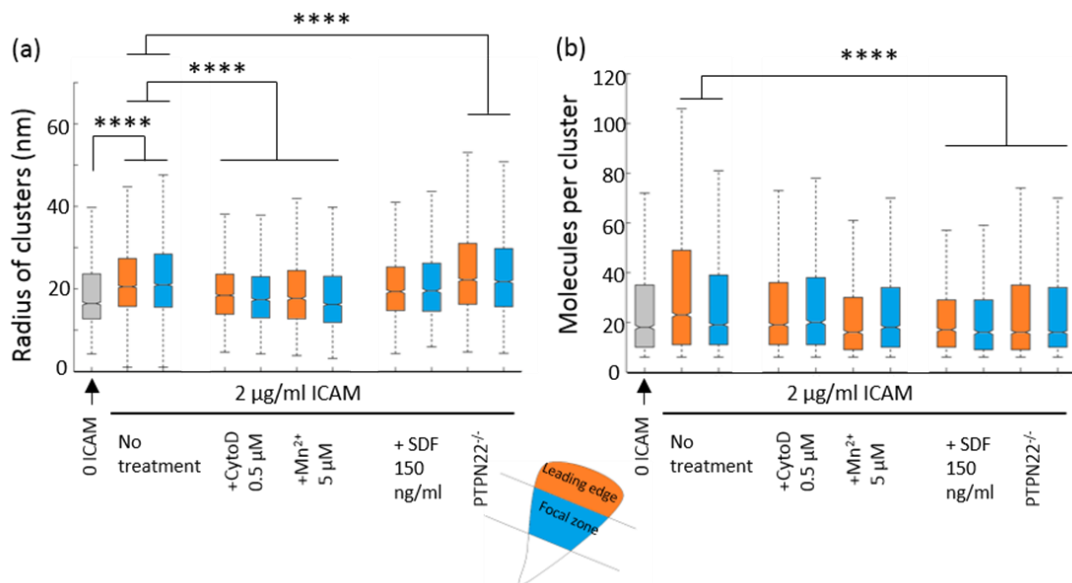 (a)
****
****
****
Radius of clusters (nm)
60
40
20
0
0 ICAM
2 µg/ml ICAM
No
treatment
+CytoD
0.5 µM
+Mn²⁺
5 µM
+ SDF
150
ng/ml
PTPN22⁻/⁻
(b)
****
Molecules per cluster
120
100
80
60
40
20
0
0 ICAM
2 µg/ml ICAM
No
treatment
+CytoD
0.5 µM
+Mn²⁺
5 µM
+ SDF
150
ng/ml
PTPN22⁻/⁻
Leading edge
Focal zone